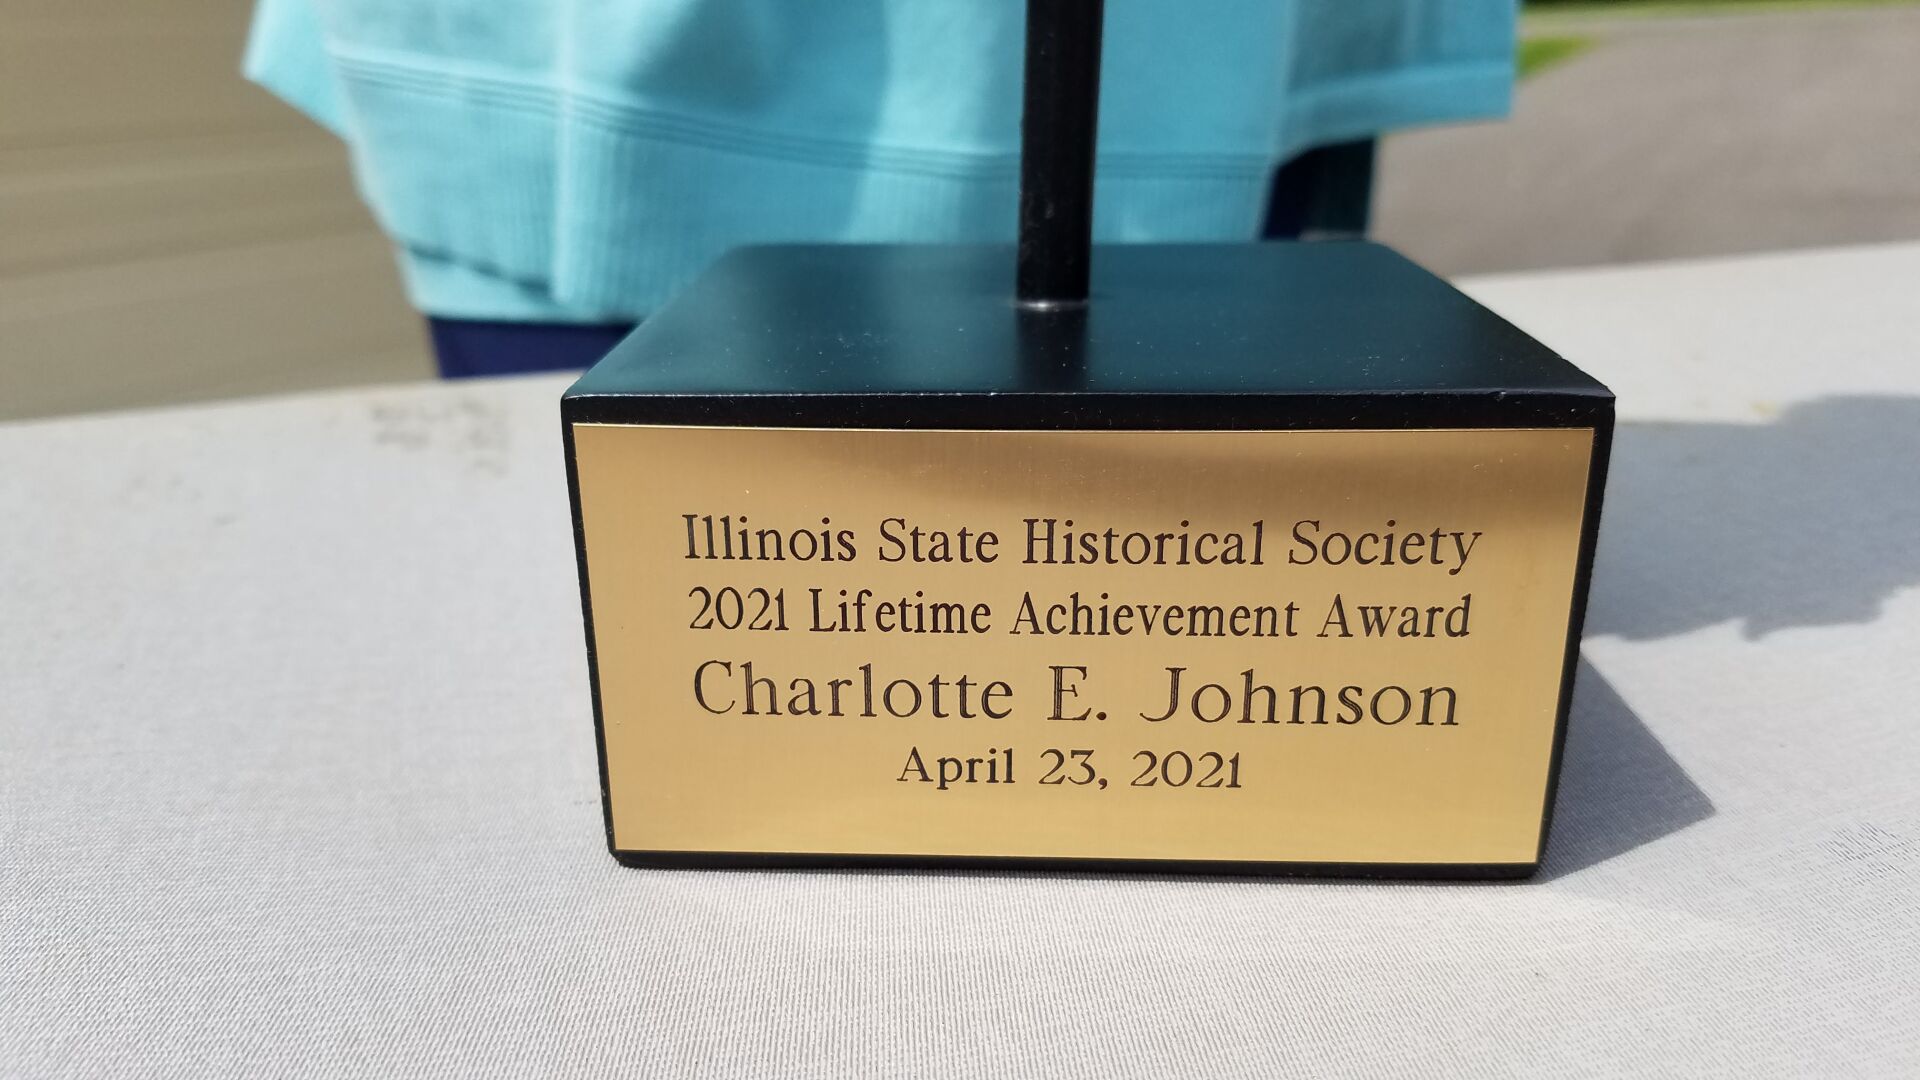 Illinois State Historical Society
2021 Lifetime Achievement Award
Charlotte E. Johnson
April 23, 2021